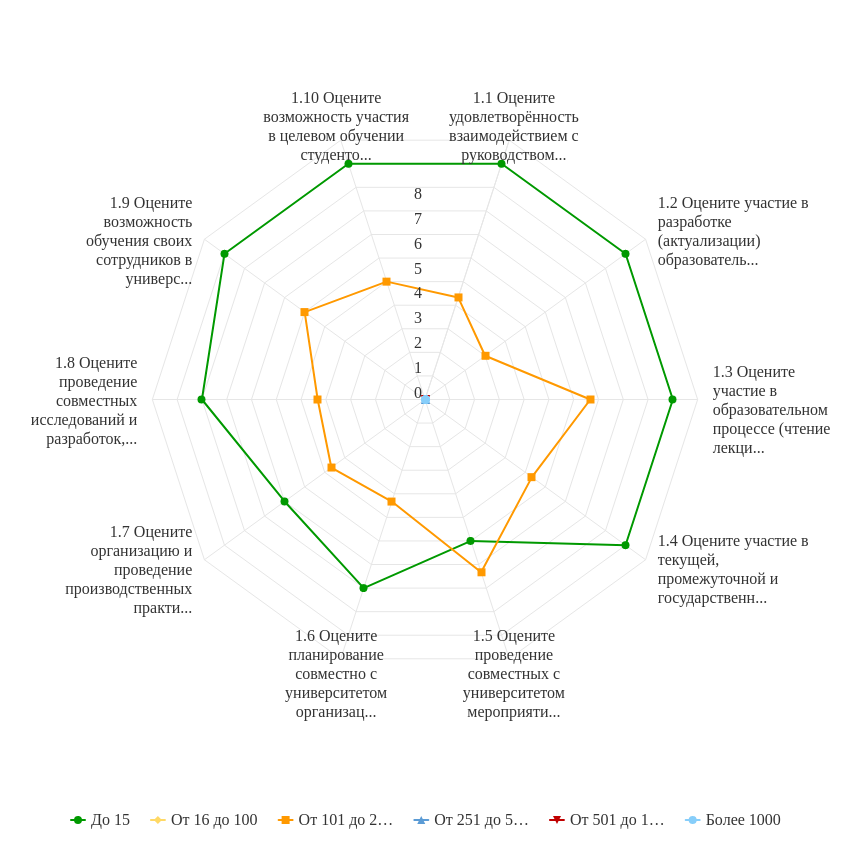 1.10 Оцените
возможность участия
в целевом обучении
студенто...
1.1 Оцените
удовлетворённость
взаимодействием с
руководством...
1.2 Оцените участие в
разработке
(актуализации)
образователь...
1.3 Оцените
участие в
образовательном
процессе (чтение
лекци...
1.4 Оцените участие в
текущей,
промежуточной и
государственн...
1.5 Оцените
проведение
совместных с
университетом
мероприяти...
1.6 Оцените
планирование
совместно с
университетом
организац...
1.7 Оцените
организацию и
проведение
производственных
практи...
1.8 Оцените
проведение
совместных
исследований и
разработок,...
1.9 Оцените
возможность
обучения своих
сотрудников в
универс...
8
7
6
5
4
3
2
1
0
До 15
От 16 до 100
От 101 до 2…
От 251 до 5…
От 501 до 1…
Более 1000